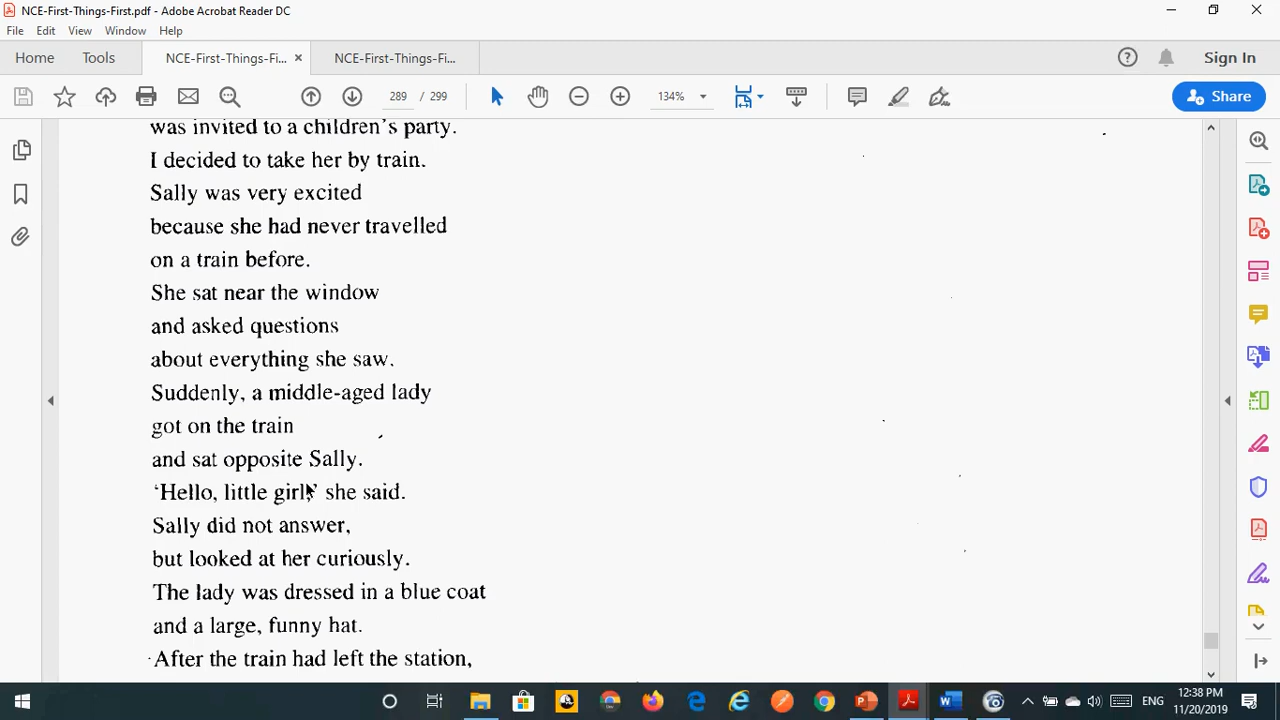 NCE-First-Things-First.pdf - Adobe Acrobat Reader DC
File Edit View Window Help
Home Tools NCE-First-Things-Fi... × NCE-First-Things-Fi... Sign In
289 / 299 134% Share
was invited to a children's party.
I decided to take her by train.
Sally was very excited
because she had never travelled
on a train before.
She sat near the window
and asked questions
about everything she saw.
Suddenly, a middle-aged lady
got on the train
and sat opposite Sally.
‘Hello, little girl,’ she said.
Sally did not answer,
but looked at her curiously.
The lady was dressed in a blue coat
and a large, funny hat.
After the train had left the station,
ENG
12:38 PM
11/20/2019